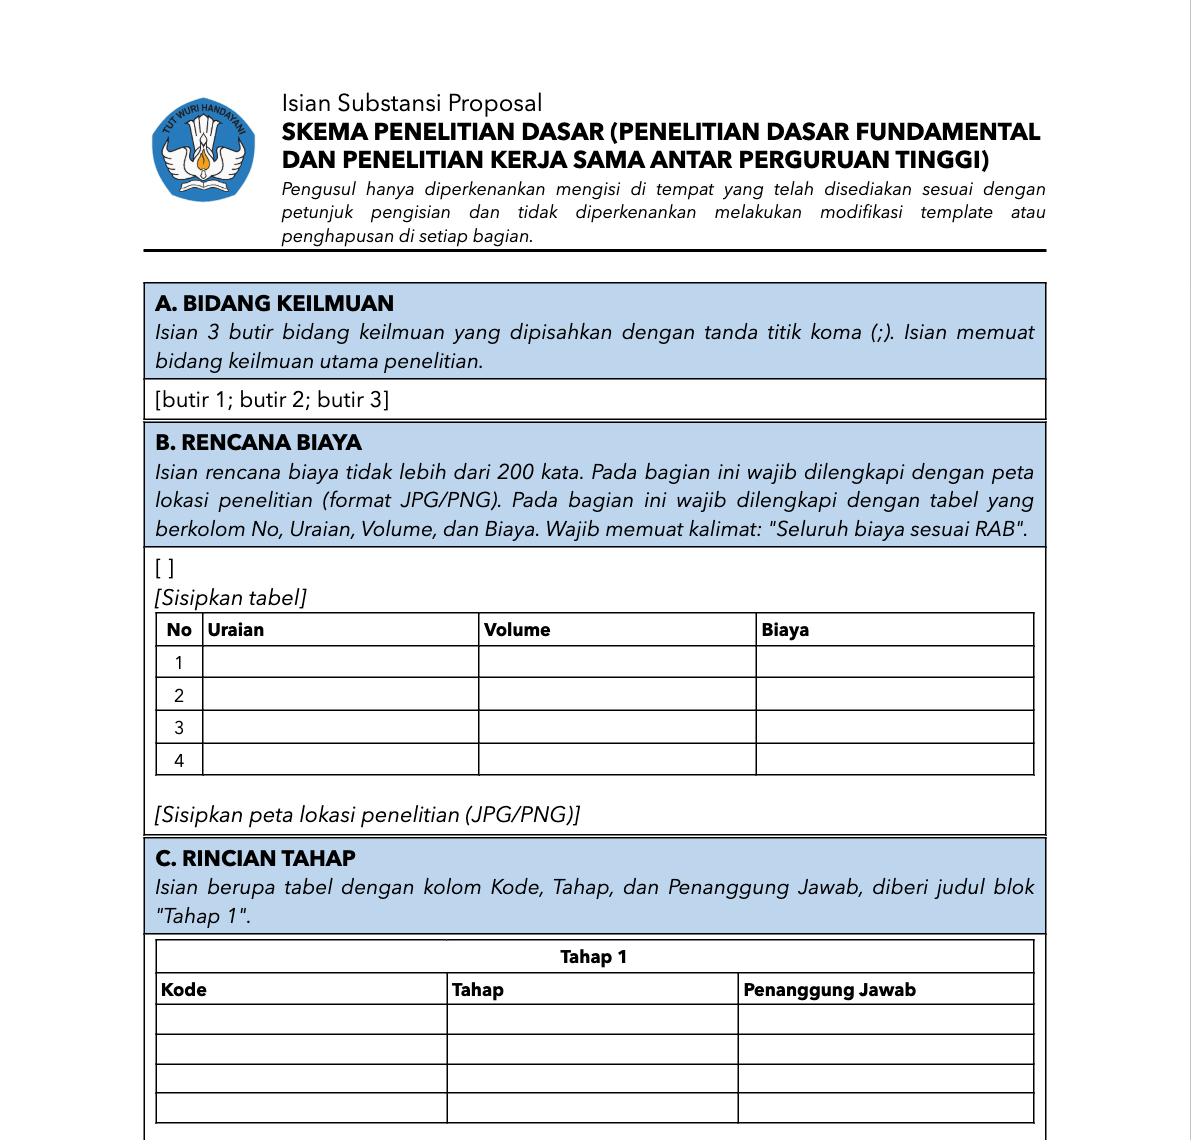 TUT WURI HANDAYANI
Isian Substansi Proposal
SKEMA PENELITIAN DASAR (PENELITIAN DASAR FUNDAMENTAL
DAN PENELITIAN KERJA SAMA ANTAR PERGURUAN TINGGI)
Pengusul hanya diperkenankan mengisi di tempat yang telah disediakan sesuai dengan
petunjuk pengisian dan tidak diperkenankan melakukan modifikasi template atau
penghapusan di setiap bagian.
A. BIDANG KEILMUAN
Isian 3 butir bidang keilmuan yang dipisahkan dengan tanda titik koma (;). Isian memuat
bidang keilmuan utama penelitian.
[butir 1; butir 2; butir 3]
B. RENCANA BIAYA
Isian rencana biaya tidak lebih dari 200 kata. Pada bagian ini wajib dilengkapi dengan peta
lokasi penelitian (format JPG/PNG). Pada bagian ini wajib dilengkapi dengan tabel yang
berkolom No, Uraian, Volume, dan Biaya. Wajib memuat kalimat: "Seluruh biaya sesuai RAB".
[ ]
[Sisipkan tabel]
No Uraian Volume Biaya
1
2
3
4
[Sisipkan peta lokasi penelitian (JPG/PNG)]
C. RINCIAN TAHAP
Isian berupa tabel dengan kolom Kode, Tahap, dan Penanggung Jawab, diberi judul blok
"Tahap 1".
Tahap 1
Kode Tahap Penanggung Jawab